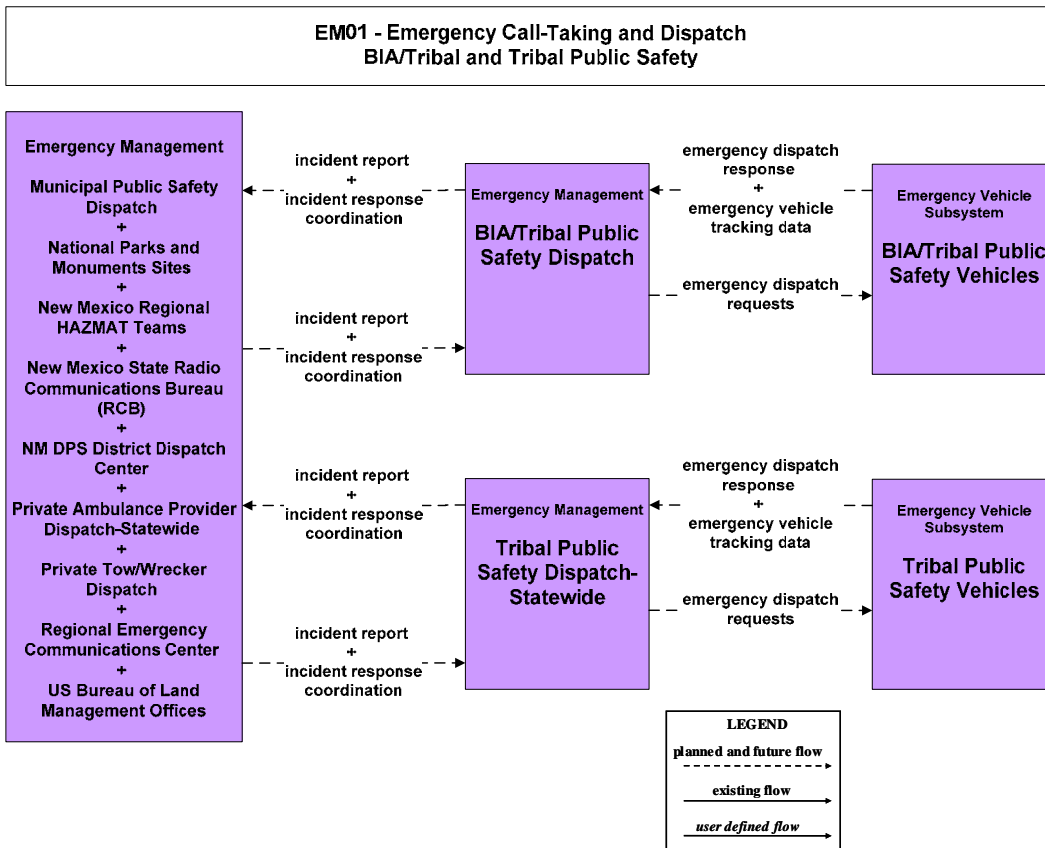 EM01 - Emergency Call-Taking and Dispatch
BIA/Tribal and Tribal Public Safety
Emergency Management
Municipal Public Safety
Dispatch
+
National Parks and
Monuments Sites
+
New Mexico Regional
HAZMAT Teams
+
New Mexico State Radio
Communications Bureau
(RCB)
+
NM DPS District Dispatch
Center
+
Private Ambulance Provider
Dispatch-Statewide
+
Private Tow/Wrecker
Dispatch
+
Regional Emergency
Communications Center
+
US Bureau of Land
Management Offices
incident report
+
incident response
coordination
incident report
+
incident response
coordination
Emergency Management
BIA/Tribal Public
Safety Dispatch
emergency dispatch
response
+
emergency vehicle
tracking data
emergency dispatch
requests
Emergency Vehicle
Subsystem
BIA/Tribal Public
Safety Vehicles
incident report
+
incident response
coordination
incident report
+
incident response
coordination
Emergency Management
Tribal Public
Safety Dispatch-
Statewide
emergency dispatch
response
+
emergency vehicle
tracking data
emergency dispatch
requests
Emergency Vehicle
Subsystem
Tribal Public
Safety Vehicles
LEGEND
planned and future flow
existing flow
user defined flow